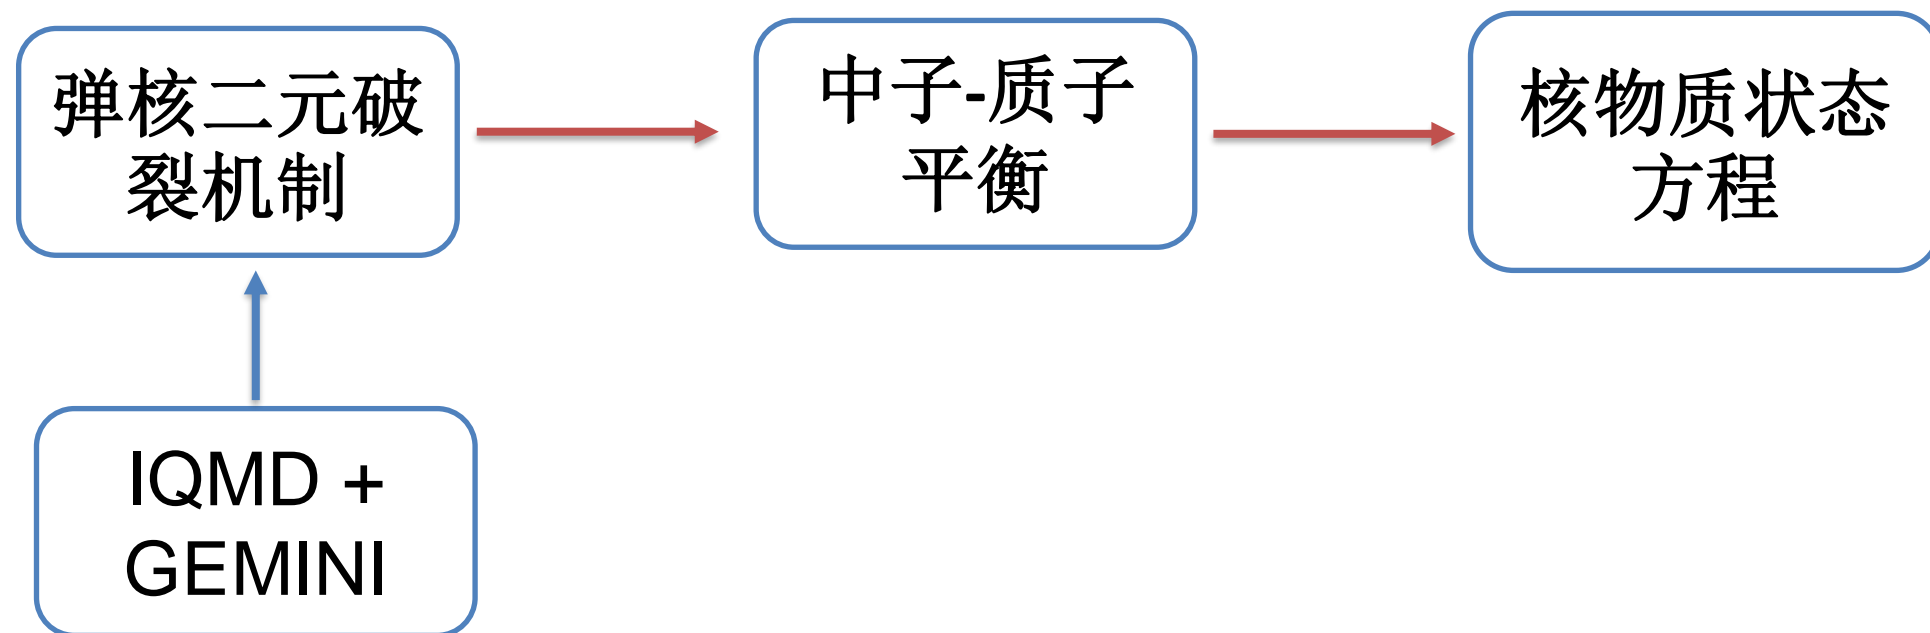 弹核二元破
裂机制
中子-质子
平衡
核物质状态
方程
IQMD +
GEMINI